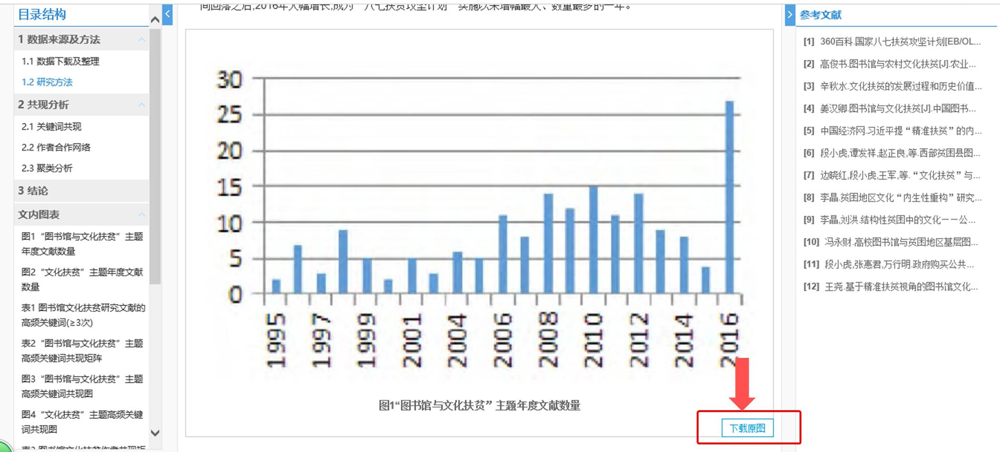 目录结构
1 数据来源及方法
1.1 数据下载及整理
1.2 研究方法
2 共现分析
2.1 关键词共现
2.2 作者合作网络
2.3 聚类分析
3 结论
文内图表
图1“图书馆与文化扶贫”主题
年度文献数量
图2“文化扶贫”主题年度文献
数量
表1 图书馆文化扶贫研究文献的
高频关键词(≥3次)
表2“图书馆与文化扶贫”主题
高频关键词共现矩阵
图3“图书馆与文化扶贫”主题
高频关键词共现图
图4“文化扶贫”主题高频关键
词共现图
间回落之后,2016年大幅增长,成为“八七扶贫攻坚计划”实施以来增幅最大、数量最多的一年。
30
25
20
15
10
5
0
1995
1997
1999
2001
2004
2006
2008
2010
2012
2014
2016
图1“图书馆与文化扶贫”主题年度文献数量
下载原图
参考文献
[1] 360百科.国家八七扶贫攻坚计划[EB/OL...
[2] 高俊书.图书馆与农村文化扶贫[J].农业...
[3] 辛秋水.文化扶贫的发展过程和历史价值...
[4] 姜汉卿.图书馆与文化扶贫[J].中国图书...
[5] 中国经济网.习近平提“精准扶贫”的内...
[6] 段小虎,谭发祥,赵正良,等.西部贫困县图...
[7] 边晓红,段小虎,王军,等.“文化扶贫”与...
[8] 李晶.贫困地区文化“内生性重构”研究...
[9] 李晶,刘洪.结构性贫困中的文化——公...
[10] 冯永财.高校图书馆与贫困地区基层图...
[11] 段小虎,张惠君,万行明.政府购买公共...
[12] 王尧.基于精准扶贫视角的图书馆文化...